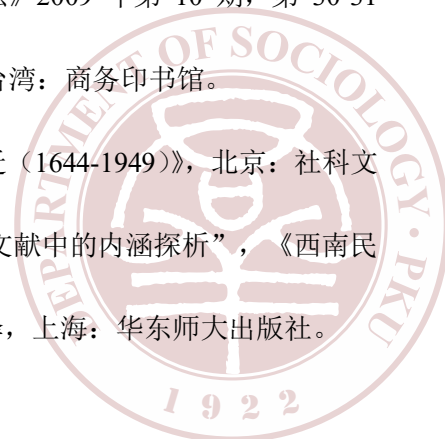 2009 年第 10 期，第 50-51
台湾：商务印书馆。
（1644-1949）》，北京：社科文
文献中的内涵探析”，《西南民
，上海：华东师大出版社。
DEPARTMENT OF SOCIOLOGY · PKU
1922